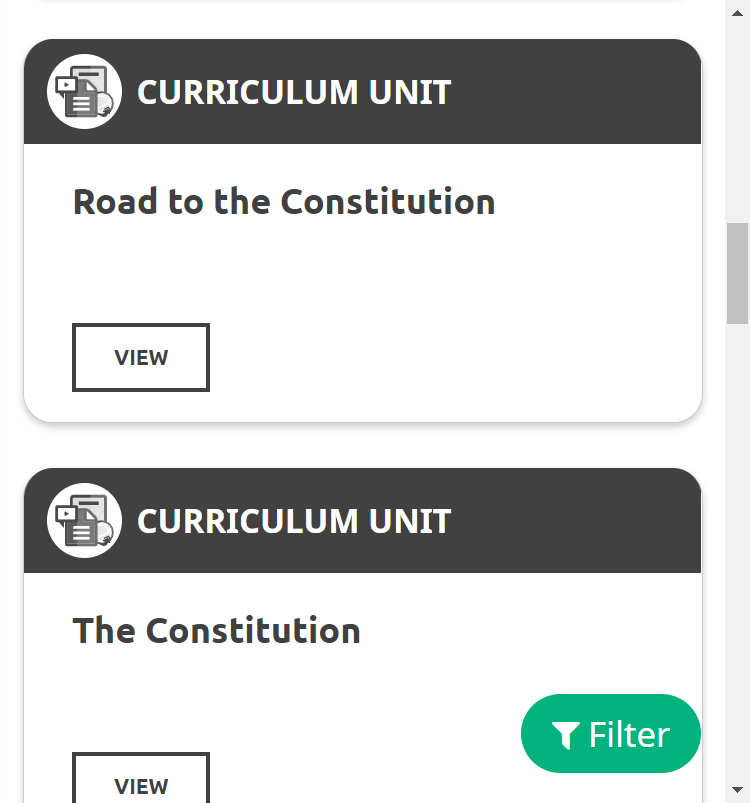 CURRICULUM UNIT
Road to the Constitution
VIEW
CURRICULUM UNIT
The Constitution
Filter
VIEW